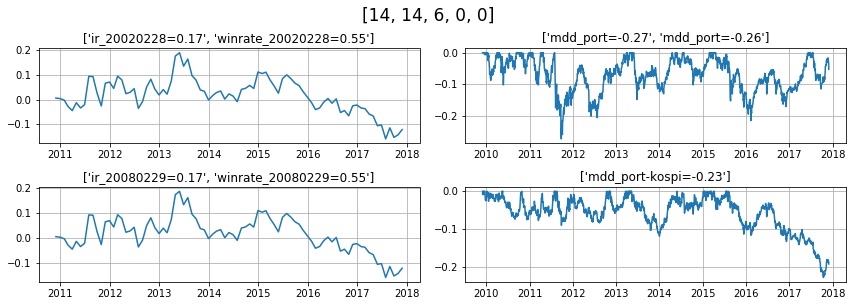 [14, 14, 6, 0, 0]
['ir_20020228=0.17', 'winrate_20020228=0.55']
0.2
0.1
0.0
−0.1
2011 2012 2013 2014 2015 2016 2017 2018
['mdd_port=-0.27', 'mdd_port=-0.26']
0.0
−0.1
−0.2
2010 2011 2012 2013 2014 2015 2016 2017 2018
['ir_20080229=0.17', 'winrate_20080229=0.55']
0.2
0.1
0.0
−0.1
2011 2012 2013 2014 2015 2016 2017 2018
['mdd_port-kospi=-0.23']
0.0
−0.1
−0.2
2010 2011 2012 2013 2014 2015 2016 2017 2018